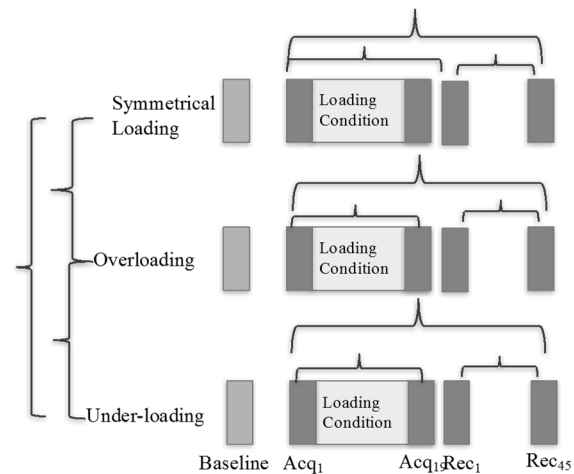 Symmetrical
Loading
Loading
Condition
Overloading
Loading
Condition
Under-loading
Loading
Condition
Baseline Acq₁ Acq₁₉ Rec₁ Rec₄₅